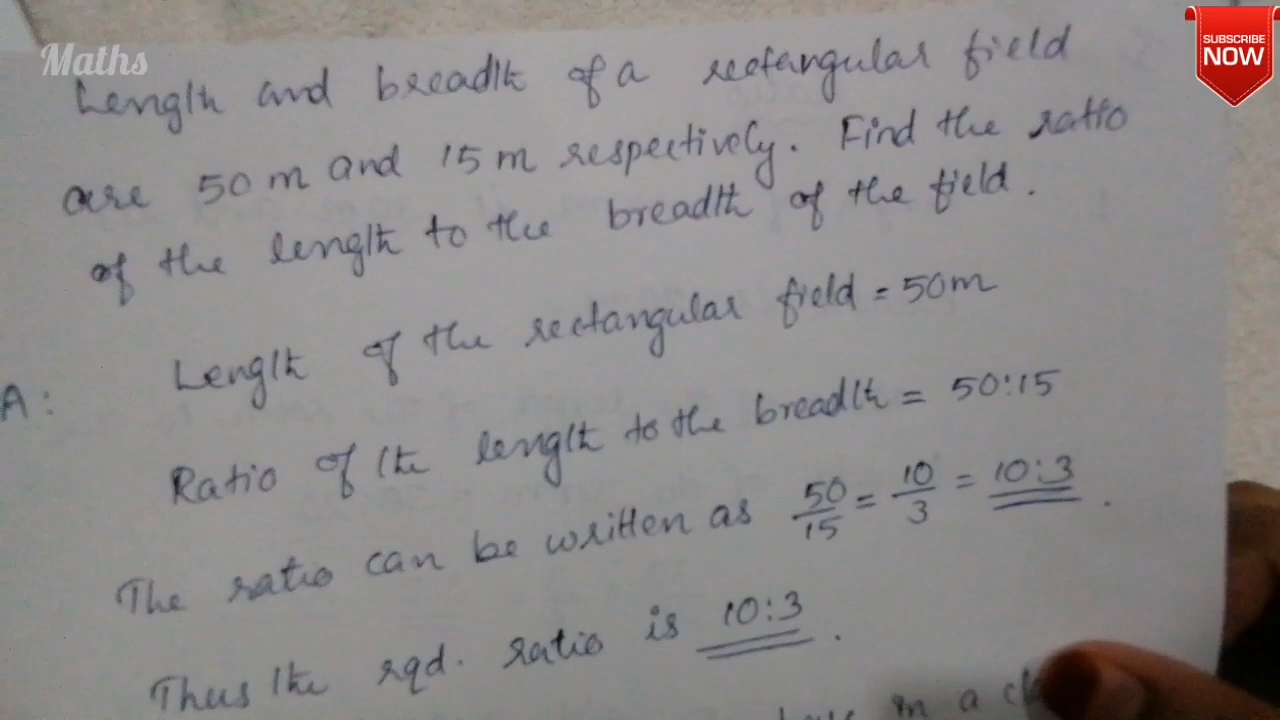 Maths
SUBSCRIBE
NOW
Length and breadth of a rectangular field
are 50 m and 15 m respectively. Find the ratio
of the length to the breadth of the field.
A: Length of the rectangular field = 50m
Ratio of the length to the breadth = 50:15
The ratio can be written as 50/15 = 10/3 = 10:3.
Thus the rqd. ratio is 10:3.
in a